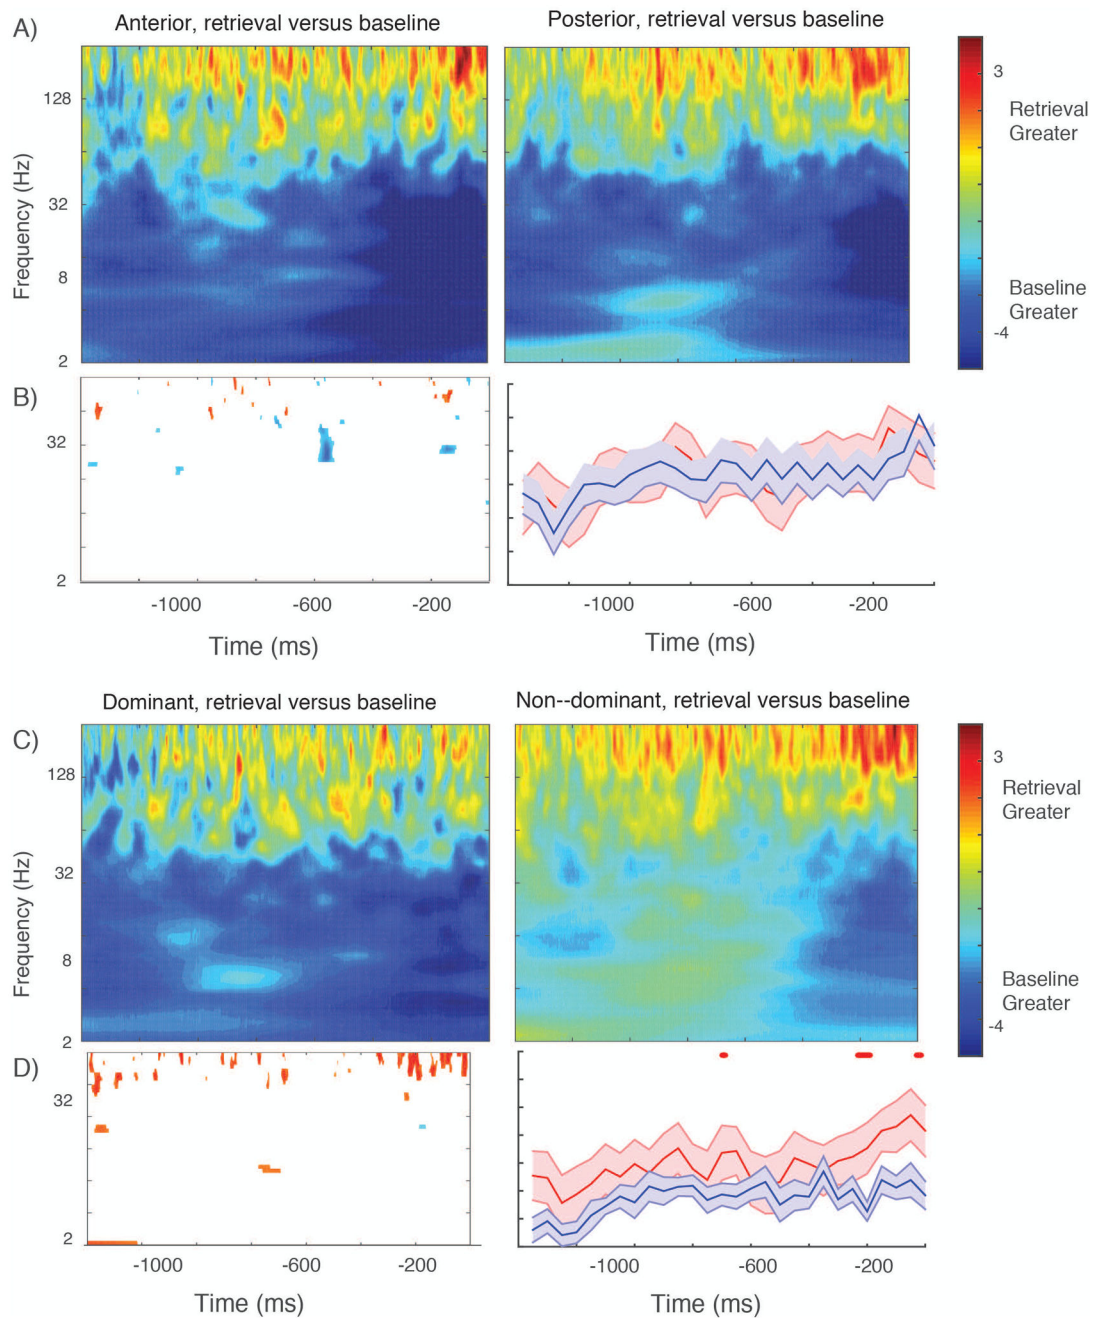 A)
Anterior, retrieval versus baseline
Posterior, retrieval versus baseline
128
32
8
2
Frequency (Hz)
3
Retrieval
Greater
Baseline
Greater
-4
B)
32
2
-1000
-600
-200
-1000
-600
-200
Time (ms)
Time (ms)
Dominant, retrieval versus baseline
Non--dominant, retrieval versus baseline
C)
128
32
8
2
Frequency (Hz)
3
Retrieval
Greater
Baseline
Greater
-4
D)
32
2
-1000
-600
-200
-1000
-600
-200
Time (ms)
Time (ms)